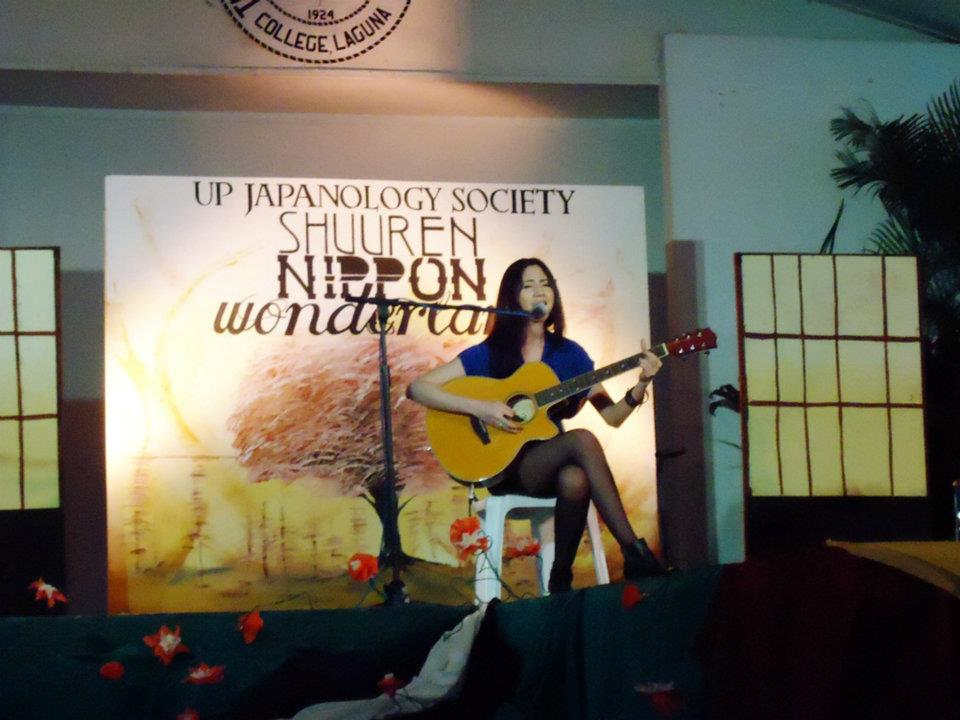 1924
COLLEGE, LAGUNA
UP JAPANOLOGY SOCIETY
SHUUREN
NIPPON